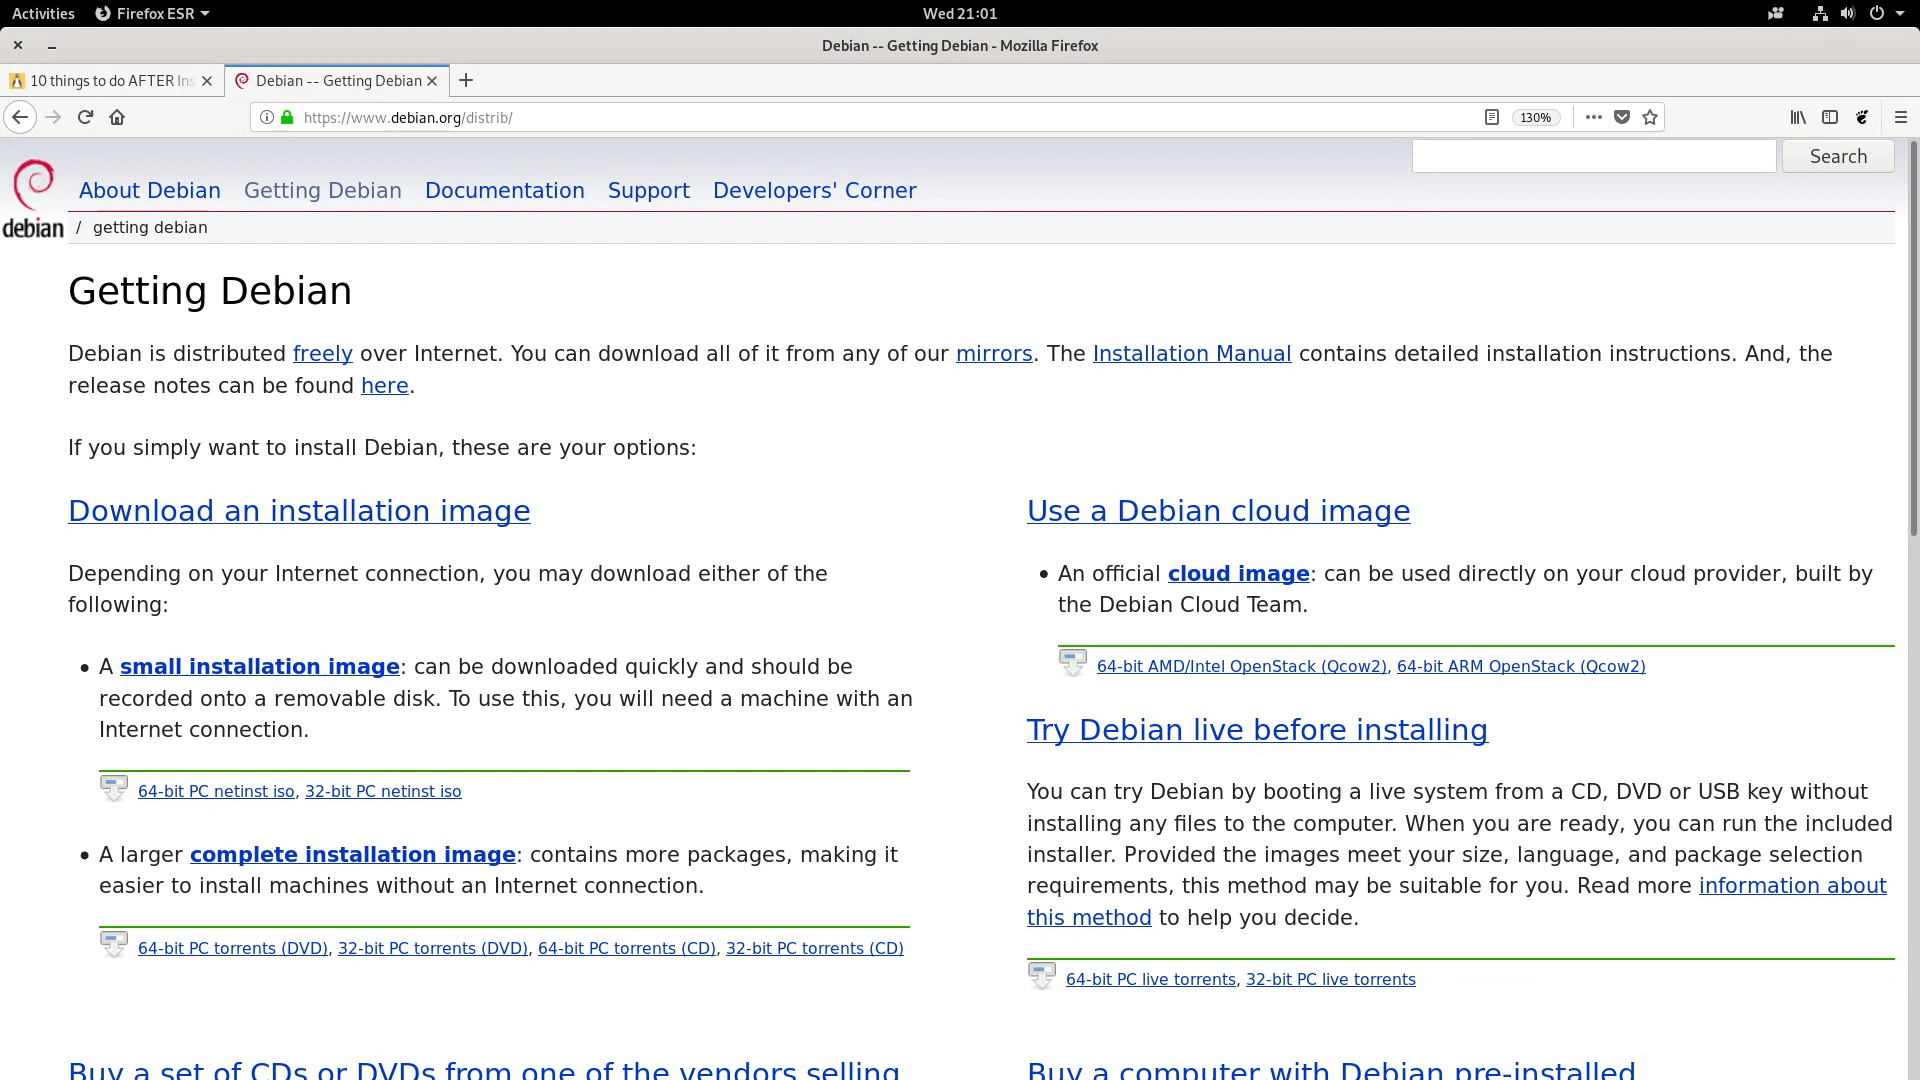 Activities
Firefox ESR
Wed 21:01
Debian -- Getting Debian - Mozilla Firefox
10 things to do AFTER Ins
Debian -- Getting Debian
https://www.debian.org/distrib/
130%
Search
About Debian
Getting Debian
Documentation
Support
Developers' Corner
debian
/ getting debian
Getting Debian
Debian is distributed freely over Internet. You can download all of it from any of our mirrors. The Installation Manual contains detailed installation instructions. And, the
release notes can be found here.
If you simply want to install Debian, these are your options:
Download an installation image
Depending on your Internet connection, you may download either of the
following:
• A small installation image: can be downloaded quickly and should be
recorded onto a removable disk. To use this, you will need a machine with an
Internet connection.
64-bit PC netinst iso, 32-bit PC netinst iso
• A larger complete installation image: contains more packages, making it
easier to install machines without an Internet connection.
64-bit PC torrents (DVD), 32-bit PC torrents (DVD), 64-bit PC torrents (CD), 32-bit PC torrents (CD)
Use a Debian cloud image
• An official cloud image: can be used directly on your cloud provider, built by
the Debian Cloud Team.
64-bit AMD/Intel OpenStack (Qcow2), 64-bit ARM OpenStack (Qcow2)
Try Debian live before installing
You can try Debian by booting a live system from a CD, DVD or USB key without
installing any files to the computer. When you are ready, you can run the included
installer. Provided the images meet your size, language, and package selection
requirements, this method may be suitable for you. Read more information about
this method to help you decide.
64-bit PC live torrents, 32-bit PC live torrents
Buy a set of CDs or DVDs from one of the vendors selling
Buy a computer with Debian pre-installed